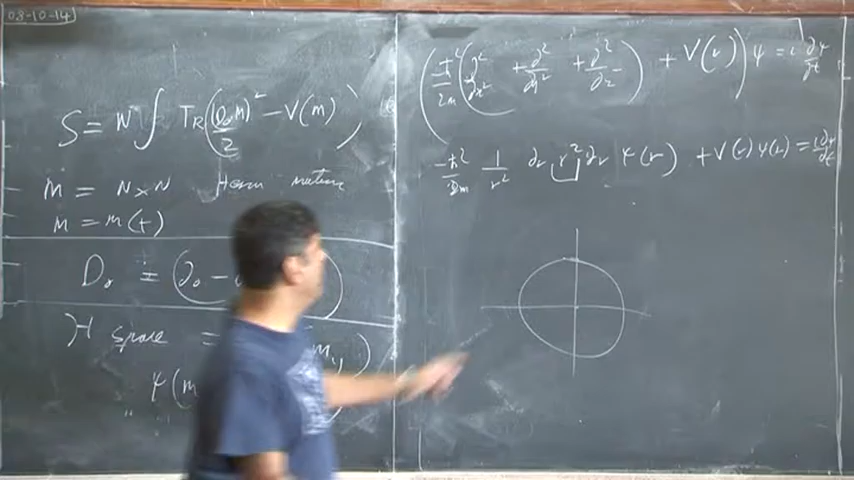 03-10-14
S = N ∫ TR( (D₀M)²/2 − V(M) )
M = N×N Herm matrix
M = M(t)
D₀ = (∂₀ −
H space =
ψ(M
(−ħ²/2m (∂²/∂x² + ∂²/∂y² + ∂²/∂z²) + V(r)) ψ = i ∂ψ/∂t
−ħ²/2m 1/r² ∂r r² ∂r ψ(r) + V(r)ψ(r) = i∂ψ/∂t